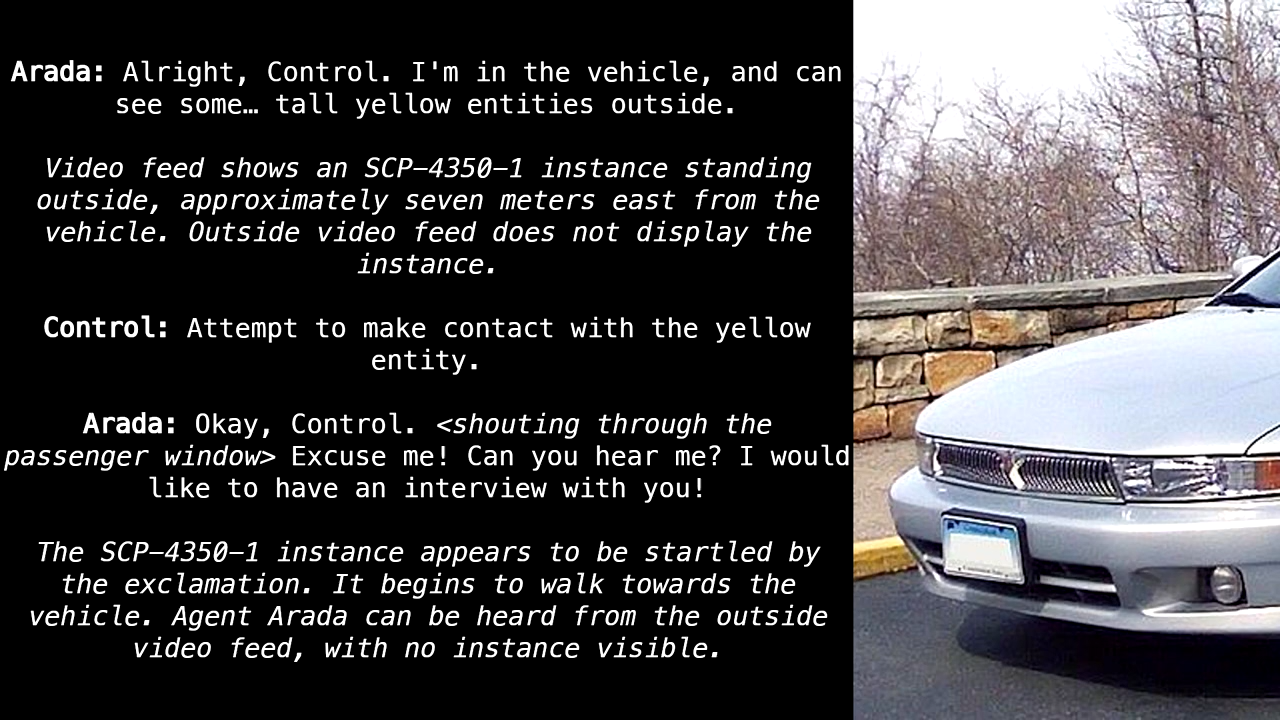 Arada: Alright, Control. I'm in the vehicle, and can
see some… tall yellow entities outside.
Video feed shows an SCP-4350-1 instance standing
outside, approximately seven meters east from the
vehicle. Outside video feed does not display the
instance.
Control: Attempt to make contact with the yellow
entity.
Arada: Okay, Control. <shouting through the
passenger window> Excuse me! Can you hear me? I would
like to have an interview with you!
The SCP-4350-1 instance appears to be startled by
the exclamation. It begins to walk towards the
vehicle. Agent Arada can be heard from the outside
video feed, with no instance visible.